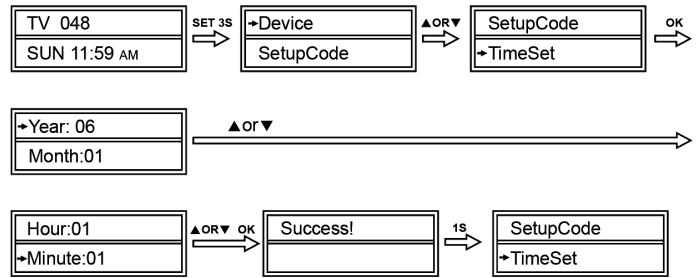 TV 048
SUN 11:59 AM
SET 3S
→Device
SetupCode
▲OR▼
SetupCode
→TimeSet
OK
→Year: 06
Month:01
▲or▼
Hour:01
→Minute:01
▲OR▼ OK
Success!
1S
SetupCode
→TimeSet